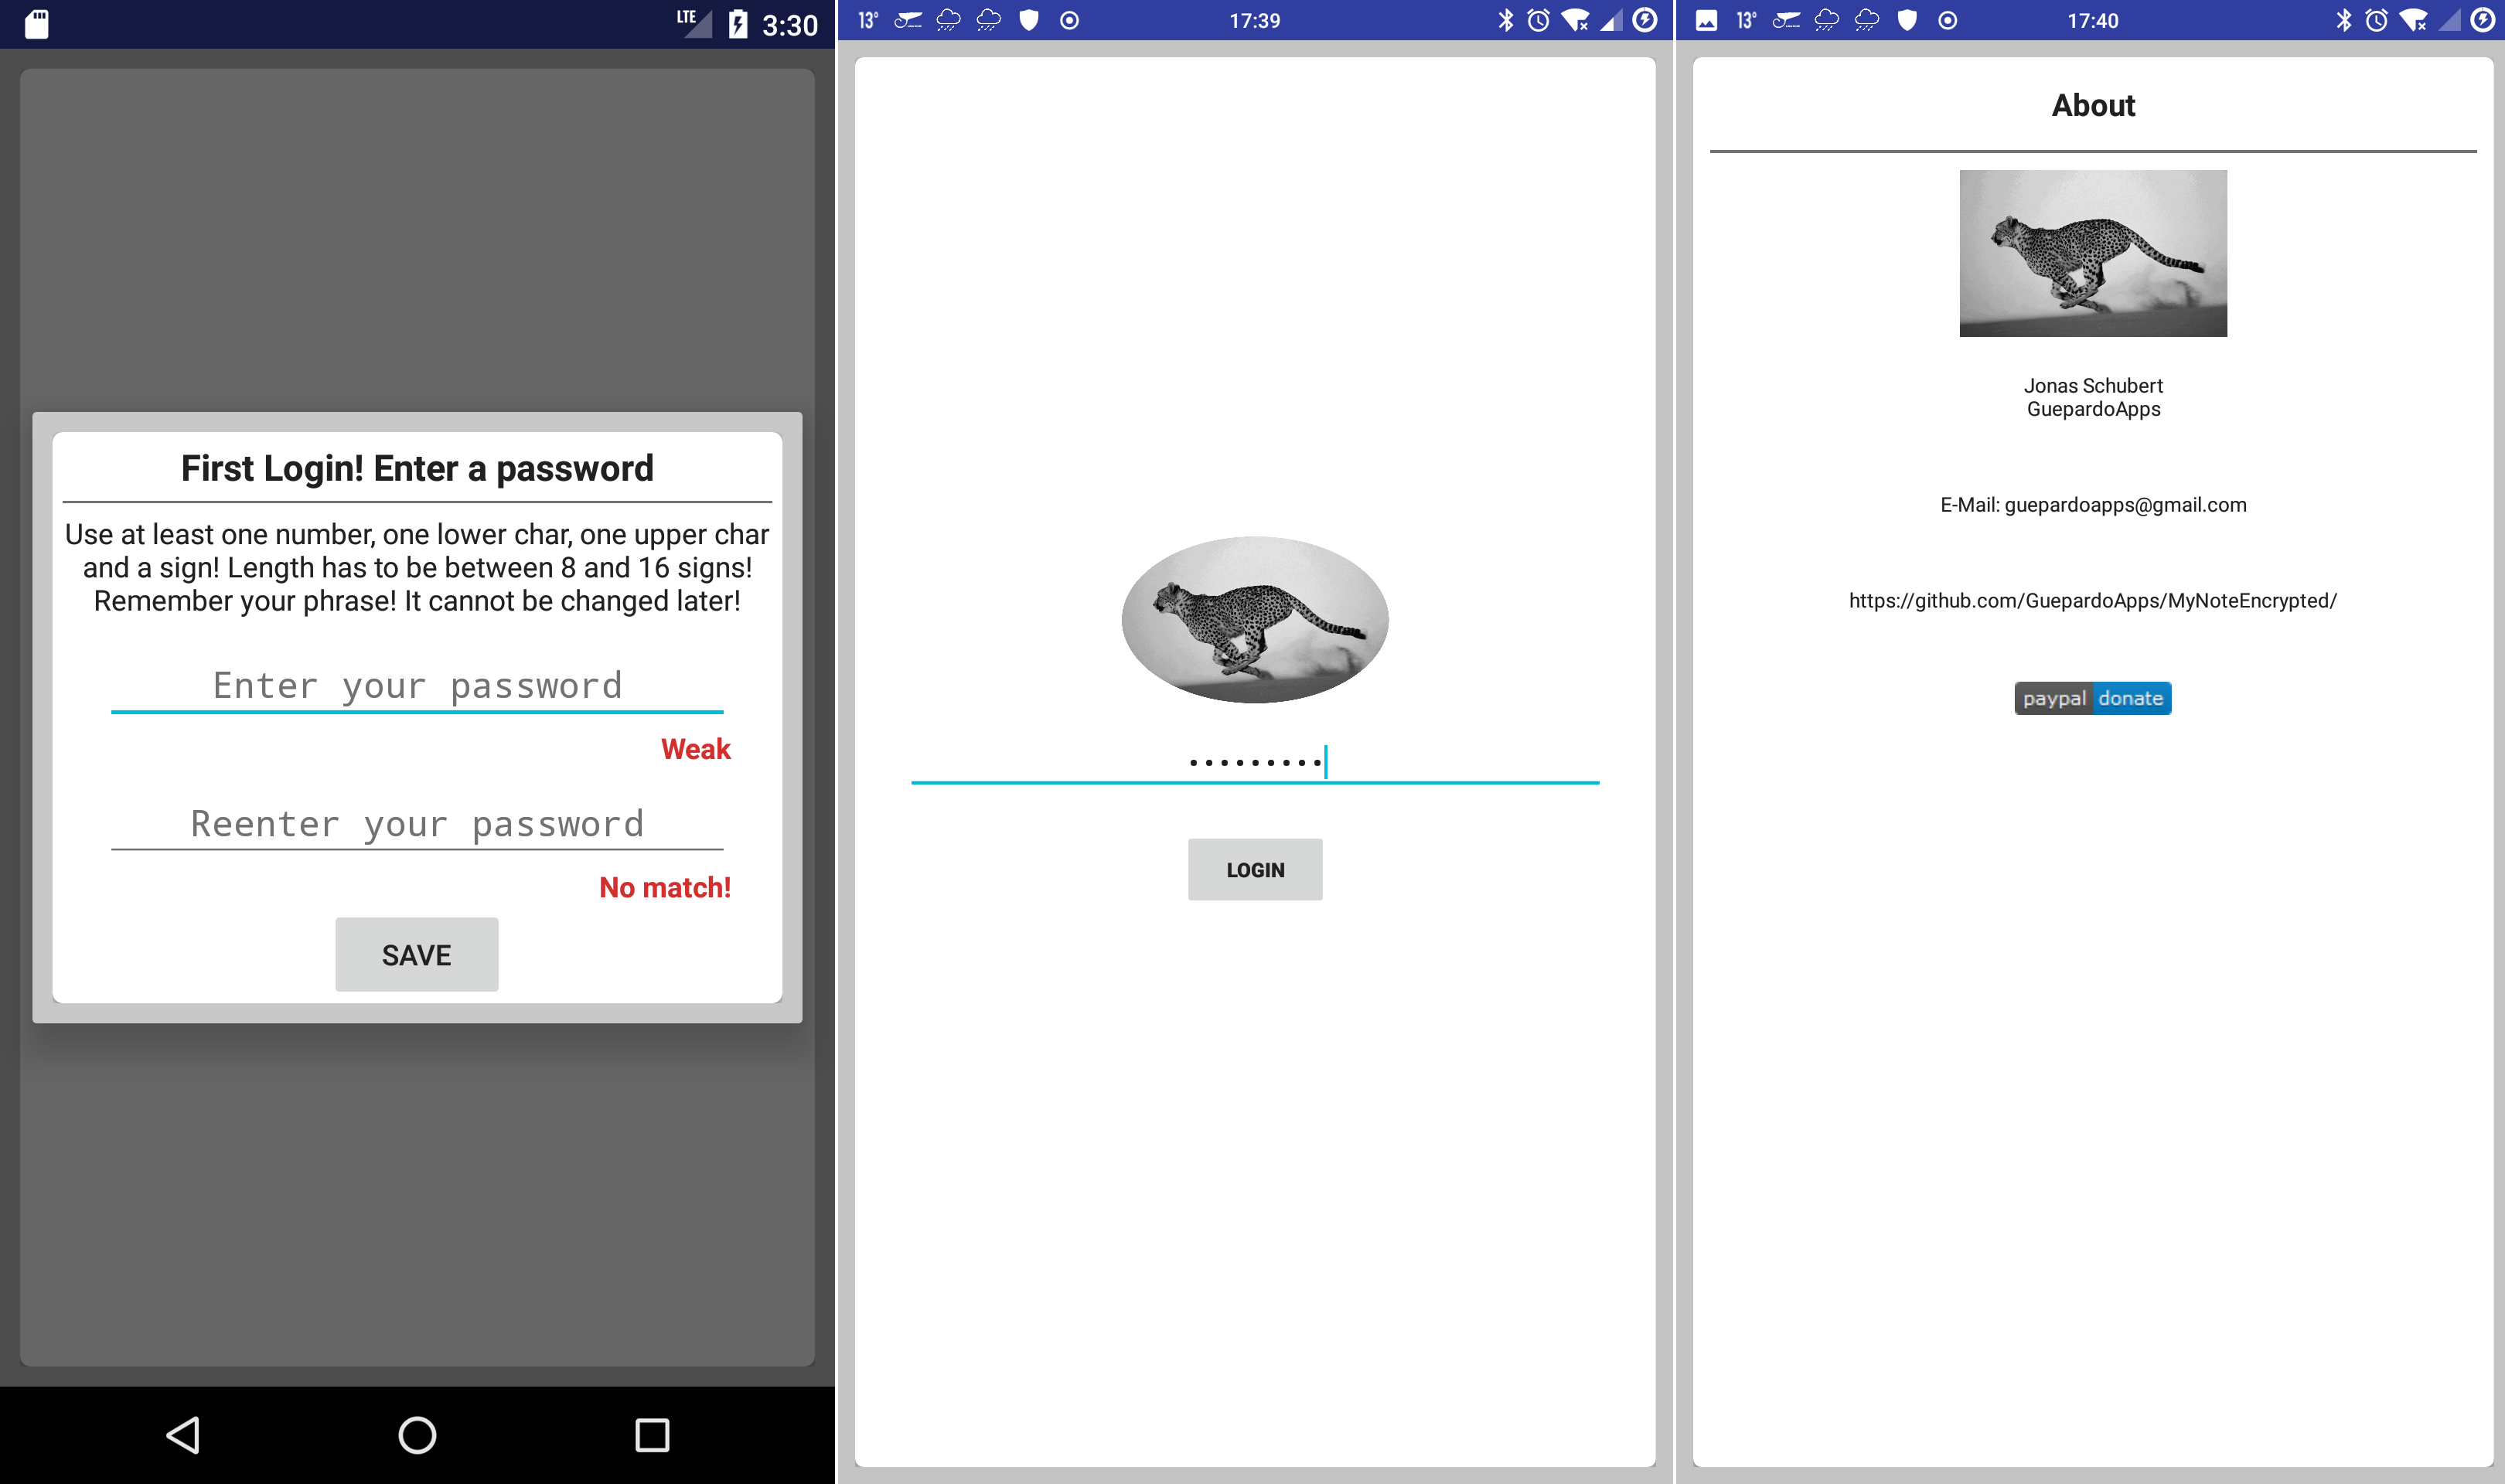 LTE 3:30
First Login! Enter a password
Use at least one number, one lower char, one upper char
and a sign! Length has to be between 8 and 16 signs!
Remember your phrase! It cannot be changed later!
Enter your password
Weak
Reenter your password
No match!
SAVE
13° 17:39
LOGIN
13° 17:40
About
Jonas Schubert
GuepardoApps
E-Mail: guepardoapps@gmail.com
https://github.com/GuepardoApps/MyNoteEncrypted/
paypal donate